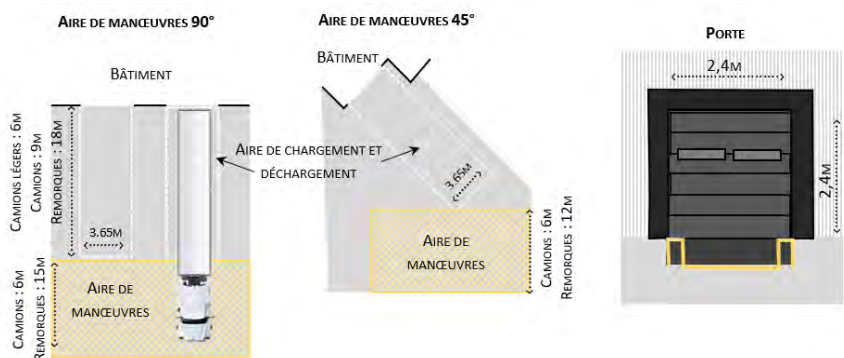 AIRE DE MANŒUVRES 90°
BÂTIMENT
CAMIONS LÉGERS : 6M
CAMIONS : 9M
REMORQUES : 18M
3.65M
CAMIONS : 6M
REMORQUES : 15M
AIRE DE
MANŒUVRES
AIRE DE CHARGEMENT ET
DÉCHARGEMENT
AIRE DE MANŒUVRES 45°
BÂTIMENT
3.65M
AIRE DE
MANŒUVRES
CAMIONS : 6M
REMORQUES : 12M
PORTE
2,4M
2,4M